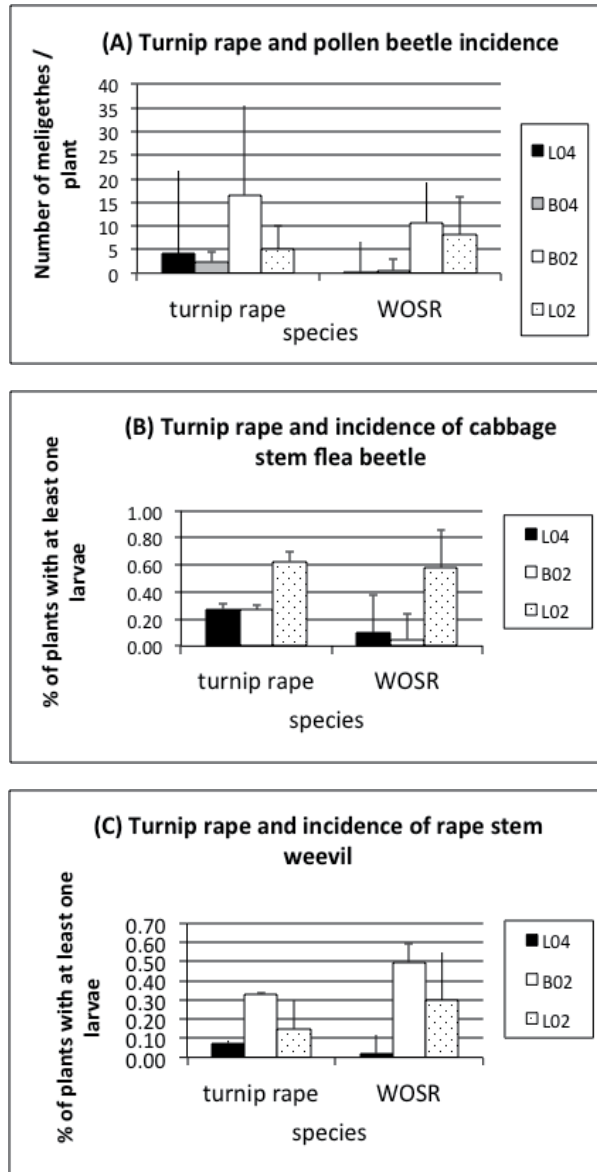 (A) Turnip rape and pollen beetle incidence
Number of meligethes /
plant
40
35
30
25
20
15
10
5
0
turnip rape
WOSR
species
L04
B04
B02
L02
(B) Turnip rape and incidence of cabbage
stem flea beetle
% of plants with at least one
larvae
1.00
0.80
0.60
0.40
0.20
0.00
turnip rape
WOSR
species
L04
B02
L02
(C) Turnip rape and incidence of rape stem
weevil
% of plants with at least one
larvae
0.70
0.60
0.50
0.40
0.30
0.20
0.10
0.00
turnip rape
WOSR
species
L04
B02
L02